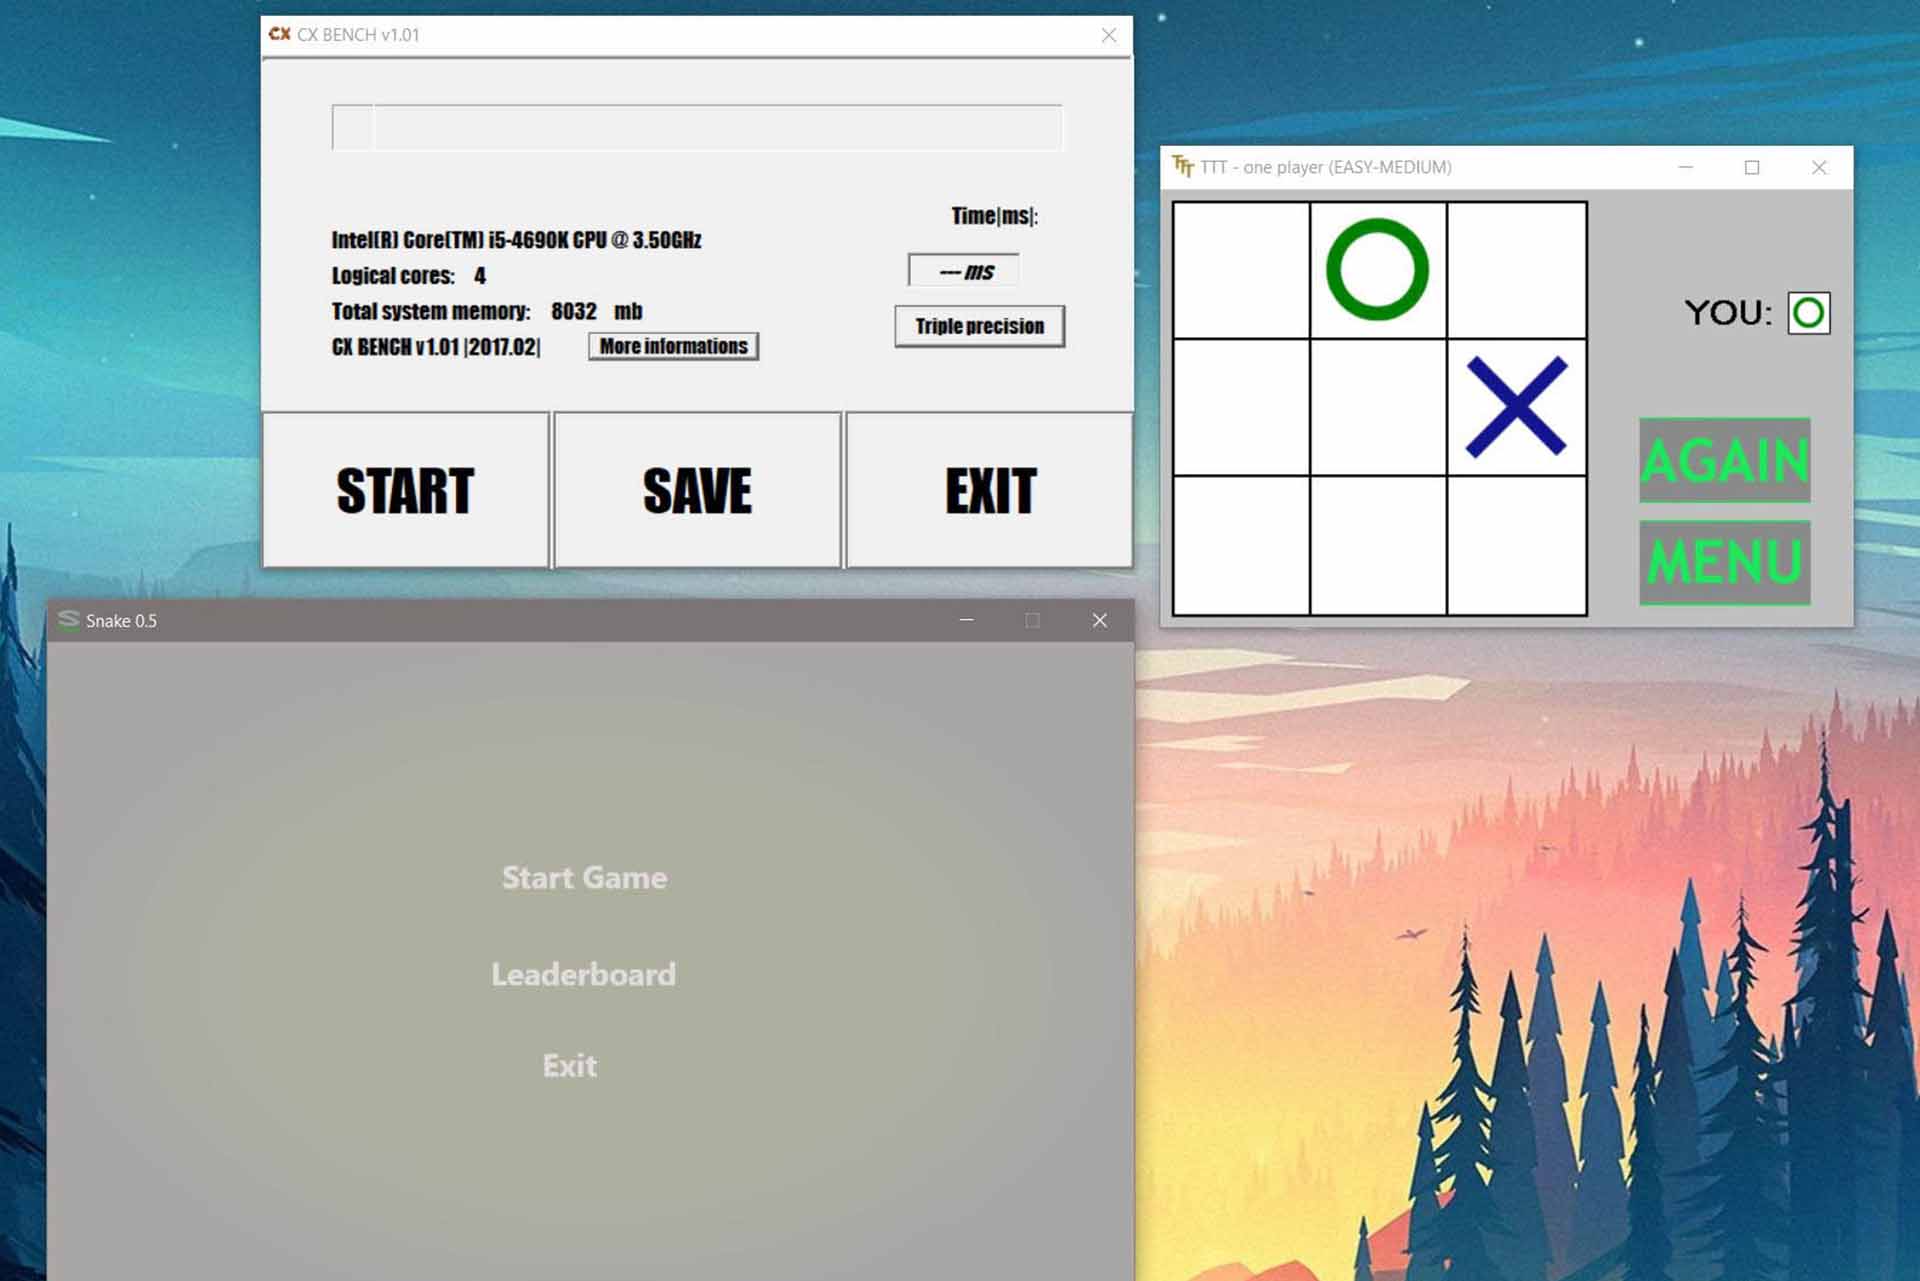 CX CX BENCH v1.01
Time|ms|:
Intel(R) Core(TM) i5-4690K CPU @ 3.50GHz
--- ms
Logical cores: 4
Total system memory: 8032 mb
Triple precision
CX BENCH v1.01 |2017.02|
More informations
START
SAVE
EXIT
TTT TTT - one player (EASY-MEDIUM)
YOU: O
AGAIN
MENU
Snake 0.5
Start Game
Leaderboard
Exit